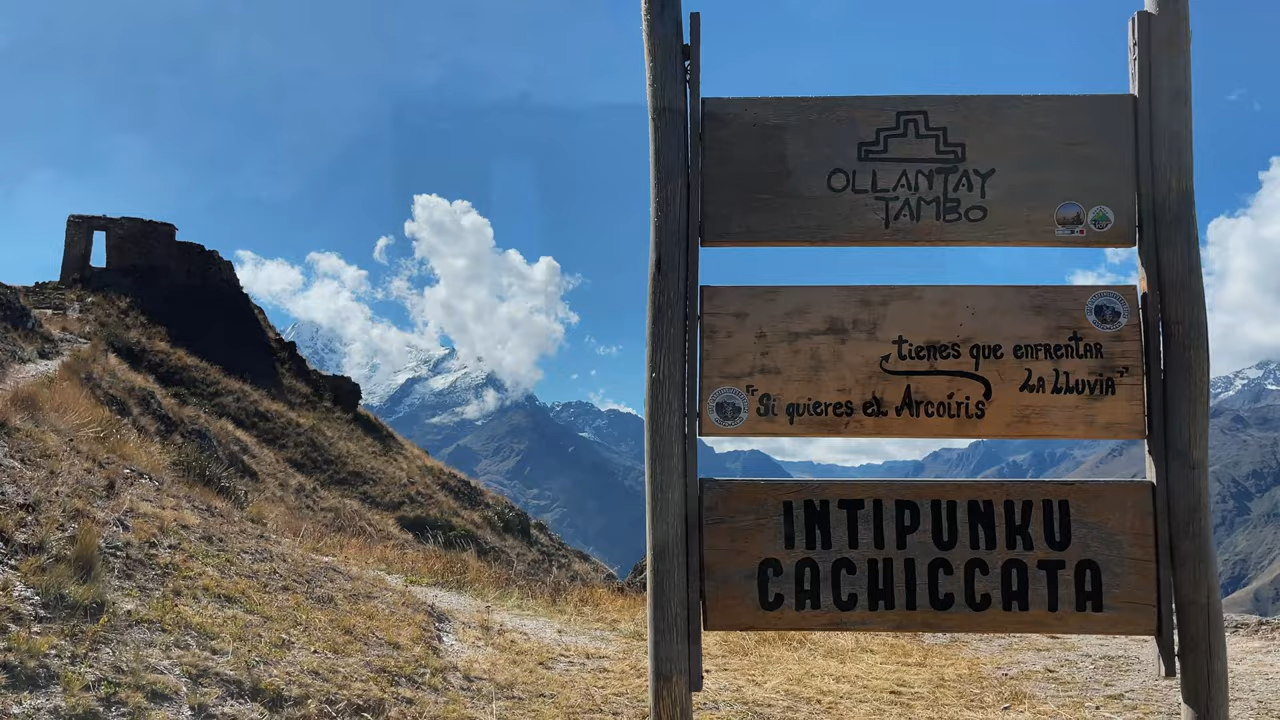 OLLANTAY
TAMBO
tienes que enfrentar
La Lluvia"
"Si quieres el Arcoíris
INTIPUNKU
CACHICCATA